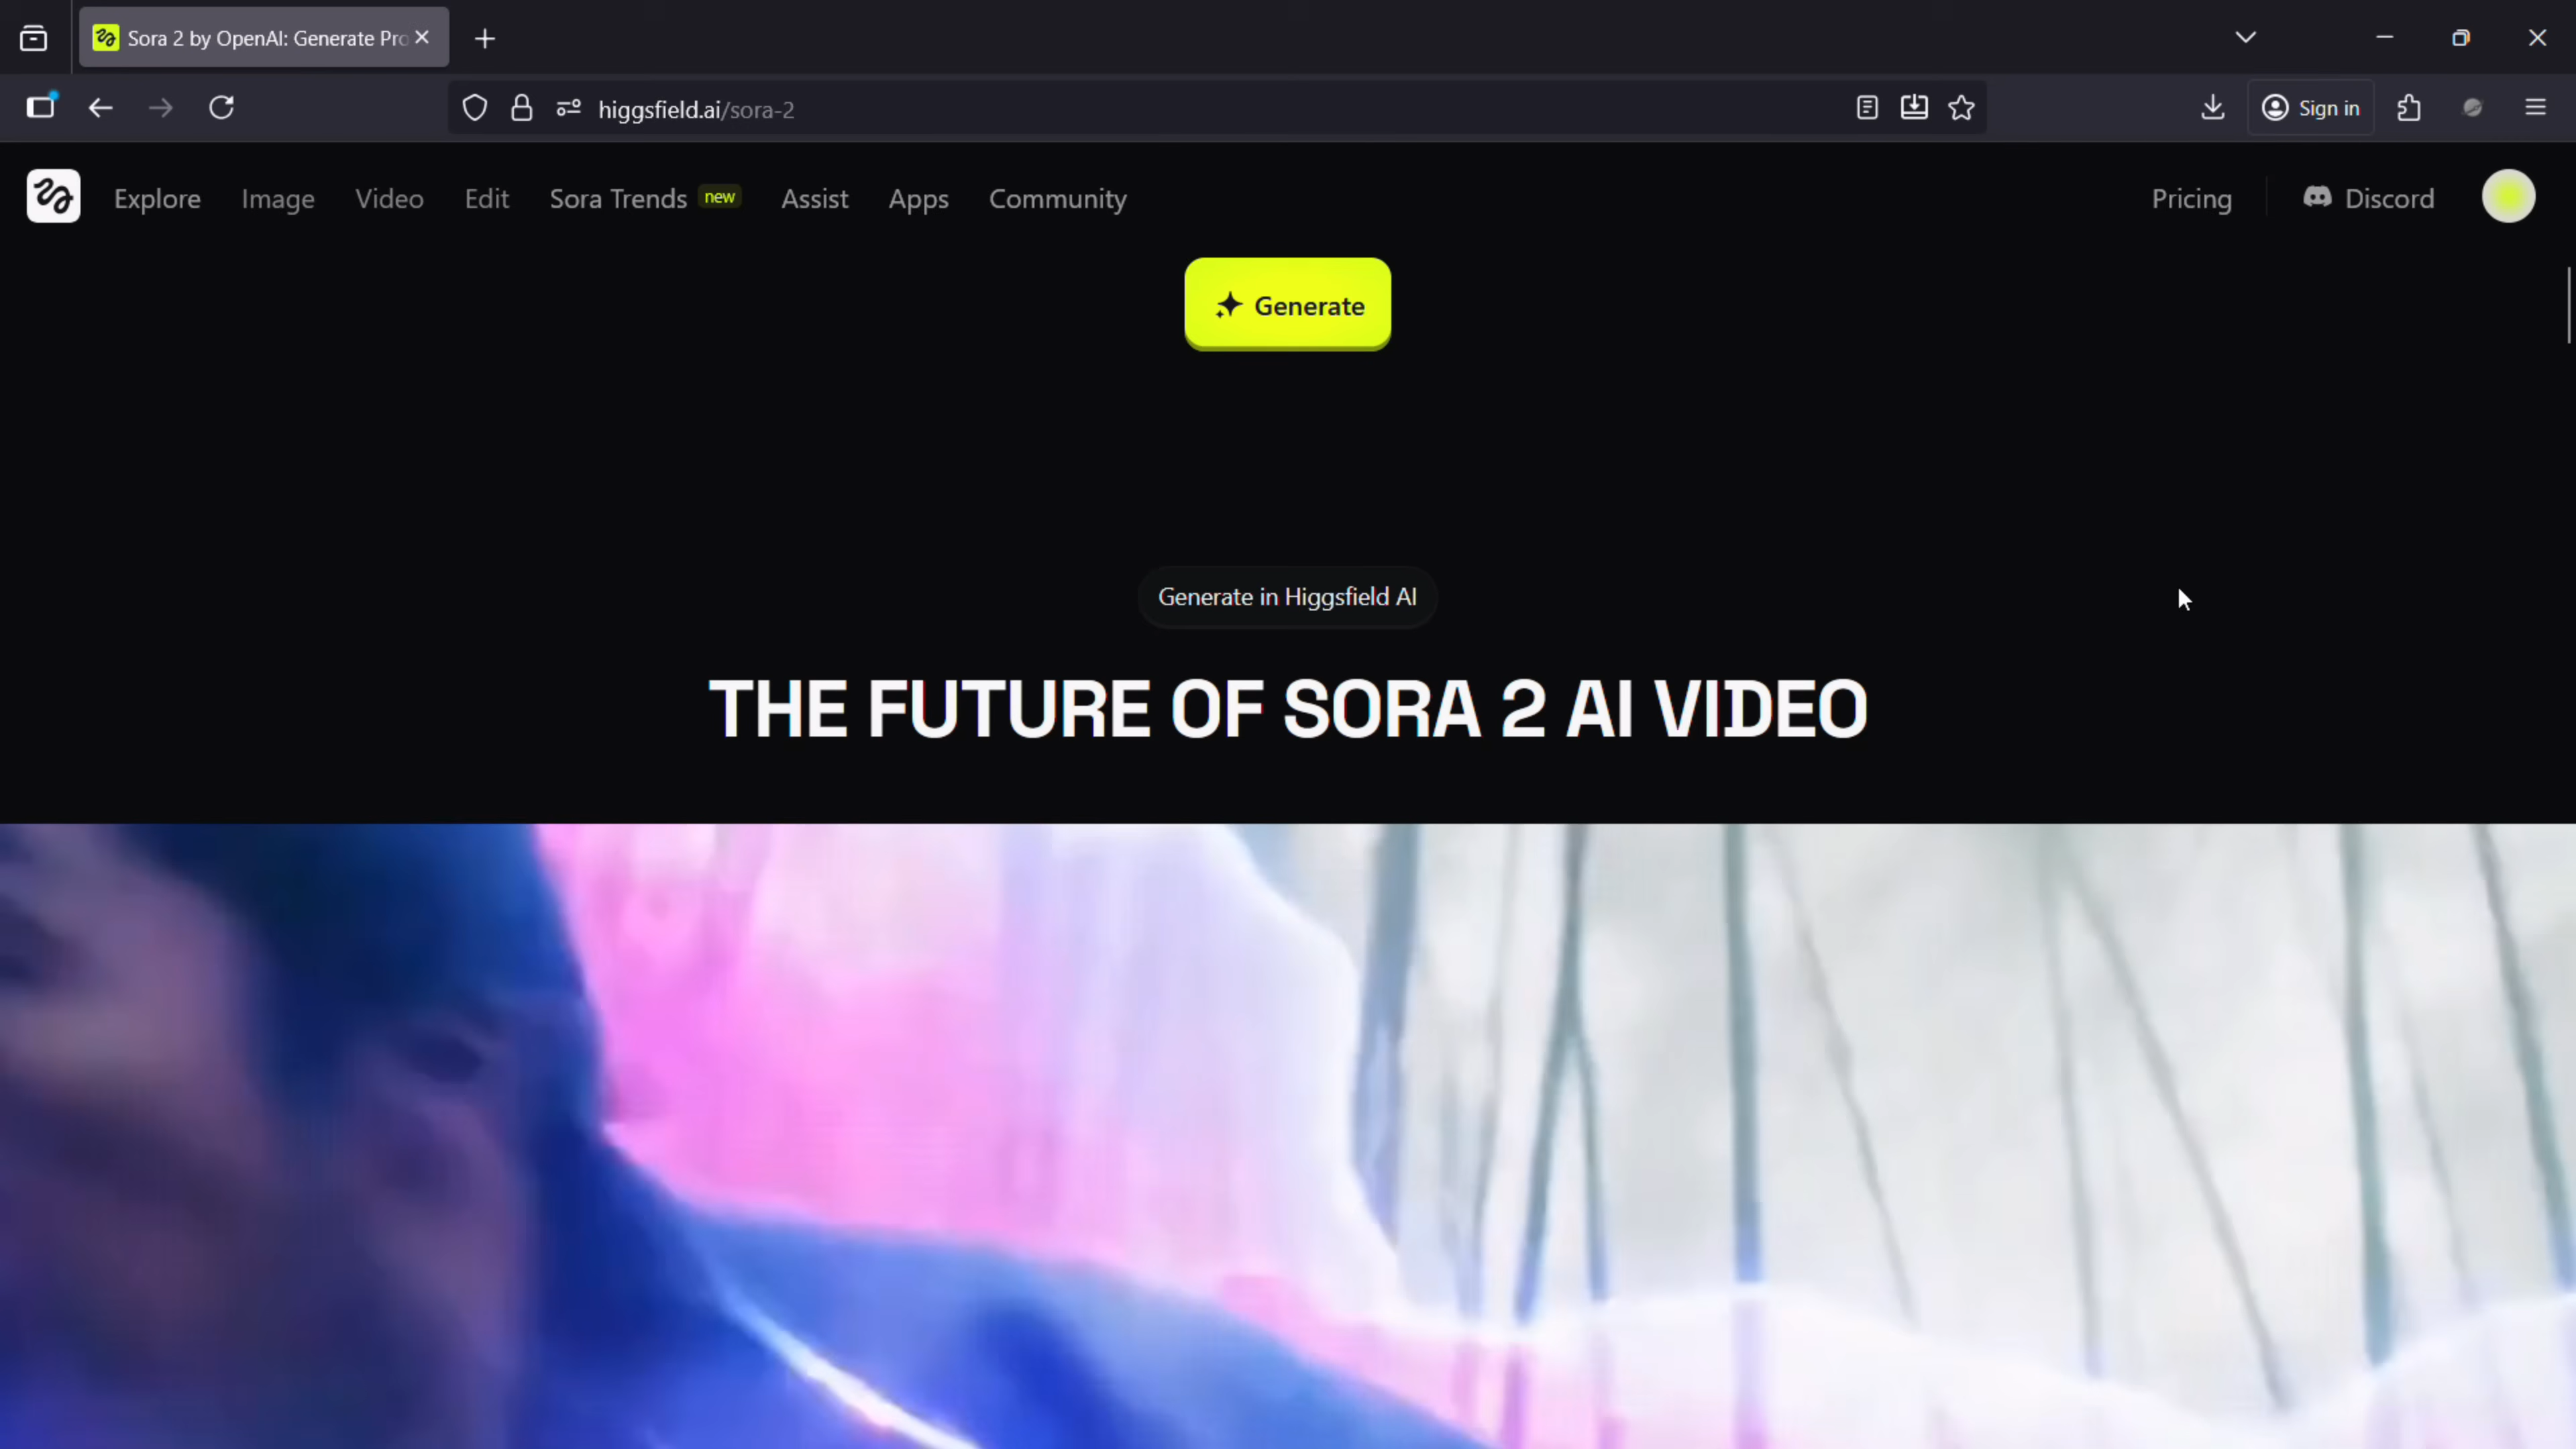 Sora 2 by OpenAI: Generate Pro
higgsfield.ai/sora-2
Sign in
Explore
Image
Video
Edit
Sora Trends new
Assist
Apps
Community
Pricing
Discord
Generate
Generate in Higgsfield AI
THE FUTURE OF SORA 2 AI VIDEO